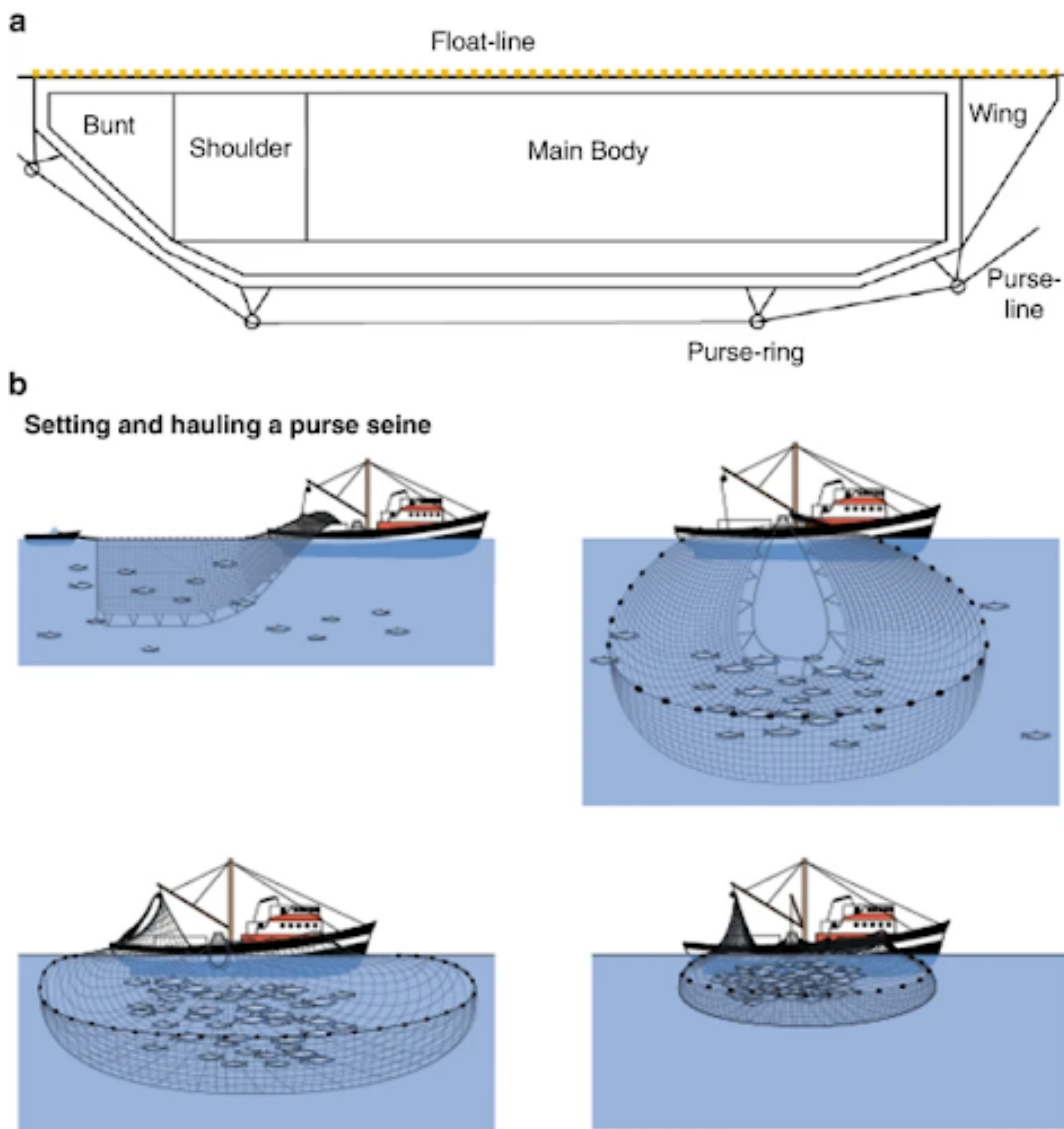 a
Float-line
Bunt
Shoulder
Main Body
Wing
Purse-
line
Purse-ring
b
Setting and hauling a purse seine